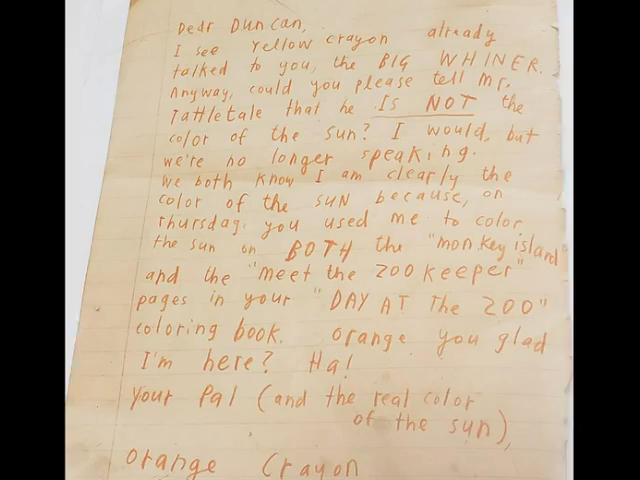 Dear Duncan,
I see Yellow crayon already
talked to you, the BIG WHINER.
Anyway, could you please tell Mr.
Tattletale that he IS NOT the
color of the sun? I would, but
we're no longer speaking.
We both know I am clearly the
color of the SUN because, on
Thursday, you used me to color
the sun on BOTH the "monkey island"
and the "meet the zookeeper"
pages in your "DAY AT The ZOO"
coloring book. orange you glad
I'm here? Ha!
Your Pal (and the real color
of the sun),
orange Crayon